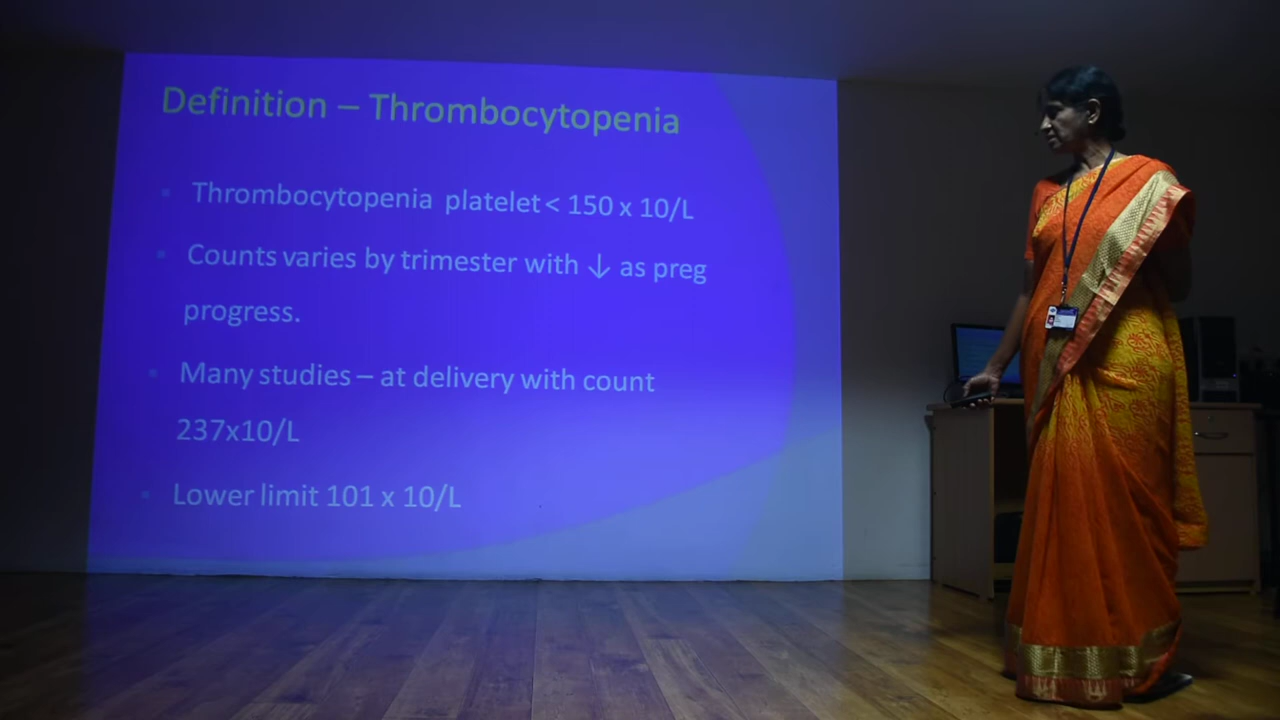 Definition – Thrombocytopenia
Thrombocytopenia platelet < 150 x 10/L
Counts varies by trimester with ↓ as preg
progress.
Many studies – at delivery with count
237x10/L
Lower limit 101 x 10/L